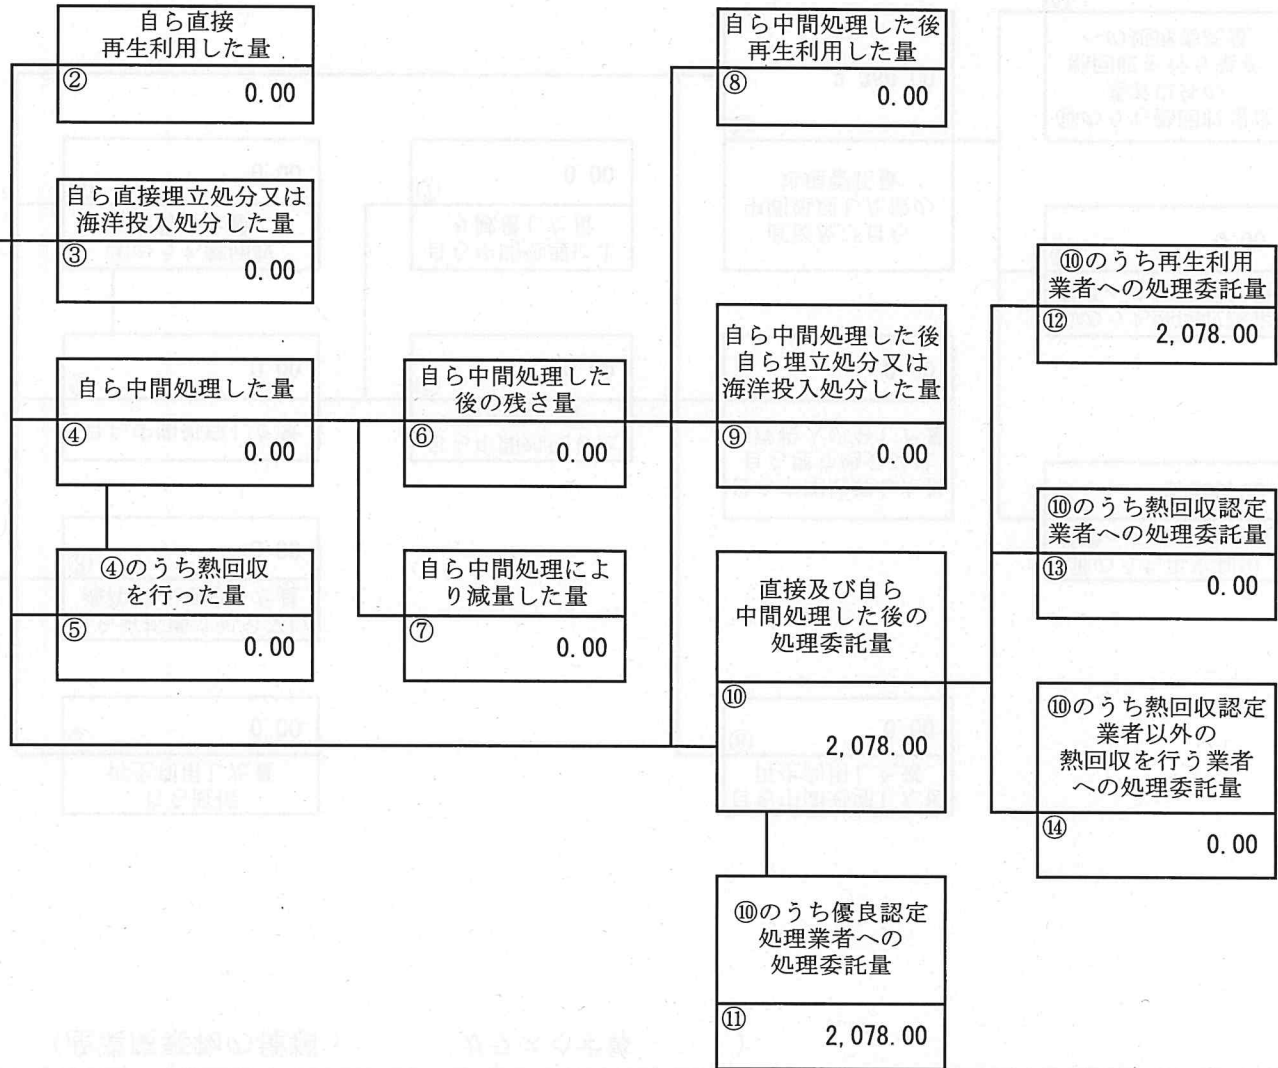 自ら直接
再生利用した量
②
0.00
自ら直接埋立処分又は
海洋投入処分した量
③
0.00
自ら中間処理した量
④
0.00
④のうち熱回収
を行った量
⑤
0.00
自ら中間処理した
後の残さ量
⑥
0.00
自ら中間処理によ
り減量した量
⑦
0.00
自ら中間処理した後
再生利用した量
⑧
0.00
自ら中間処理した後
自ら埋立処分又は
海洋投入処分した量
⑨
0.00
直接及び自ら
中間処理した後の
処理委託量
⑩
2,078.00
⑩のうち優良認定
処理業者への
処理委託量
⑪
2,078.00
⑩のうち再生利用
業者への処理委託量
⑫
2,078.00
⑩のうち熱回収認定
業者への処理委託量
⑬
0.00
⑩のうち熱回収認定
業者以外の
熱回収を行う業者
への処理委託量
⑭
0.00